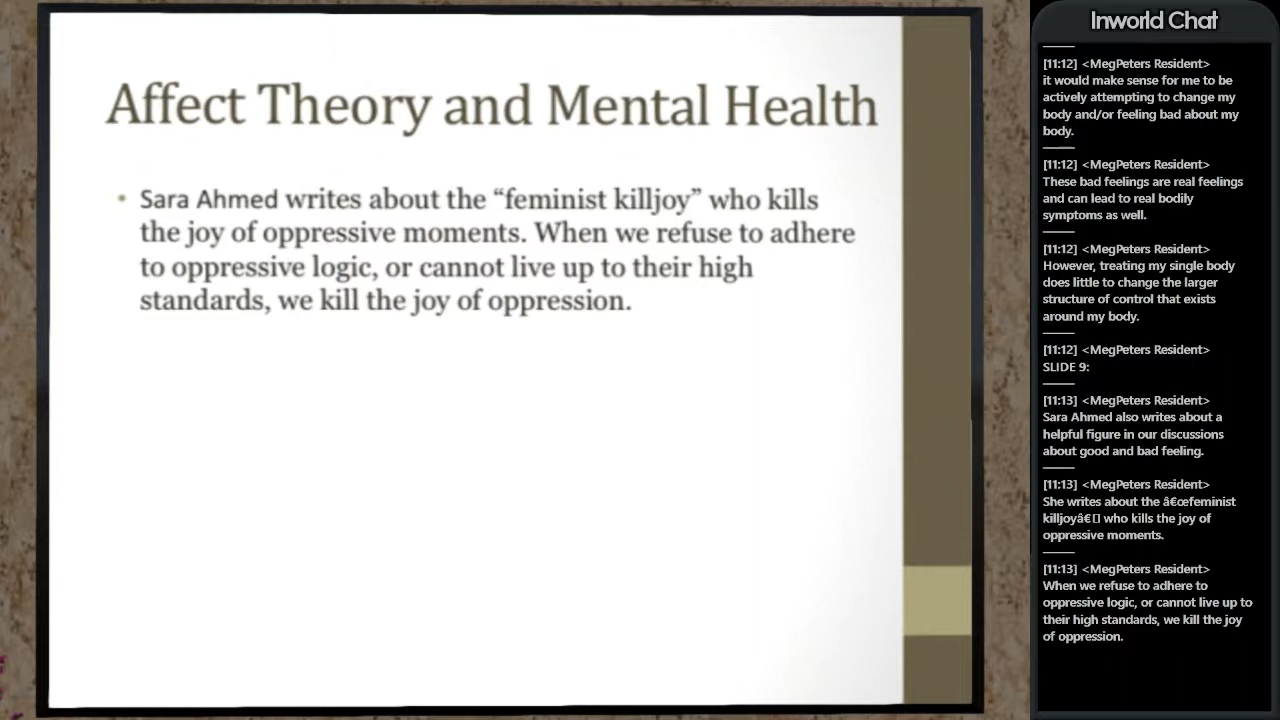 Affect Theory and Mental Health
• Sara Ahmed writes about the “feminist killjoy” who kills
the joy of oppressive moments. When we refuse to adhere
to oppressive logic, or cannot live up to their high
standards, we kill the joy of oppression.
Inworld Chat
[11:12] <MegPeters Resident>
it would make sense for me to be
actively attempting to change my
body and/or feeling bad about my
body.
[11:12] <MegPeters Resident>
These bad feelings are real feelings
and can lead to real bodily
symptoms as well.
[11:12] <MegPeters Resident>
However, treating my single body
does little to change the larger
structure of control that exists
around my body.
[11:12] <MegPeters Resident>
SLIDE 9:
[11:13] <MegPeters Resident>
Sara Ahmed also writes about a
helpful figure in our discussions
about good and bad feeling.
[11:13] <MegPeters Resident>
She writes about the â€œfeminist
killjoyâ€▯ who kills the joy of
oppressive moments.
[11:13] <MegPeters Resident>
When we refuse to adhere to
oppressive logic, or cannot live up to
their high standards, we kill the joy
of oppression.